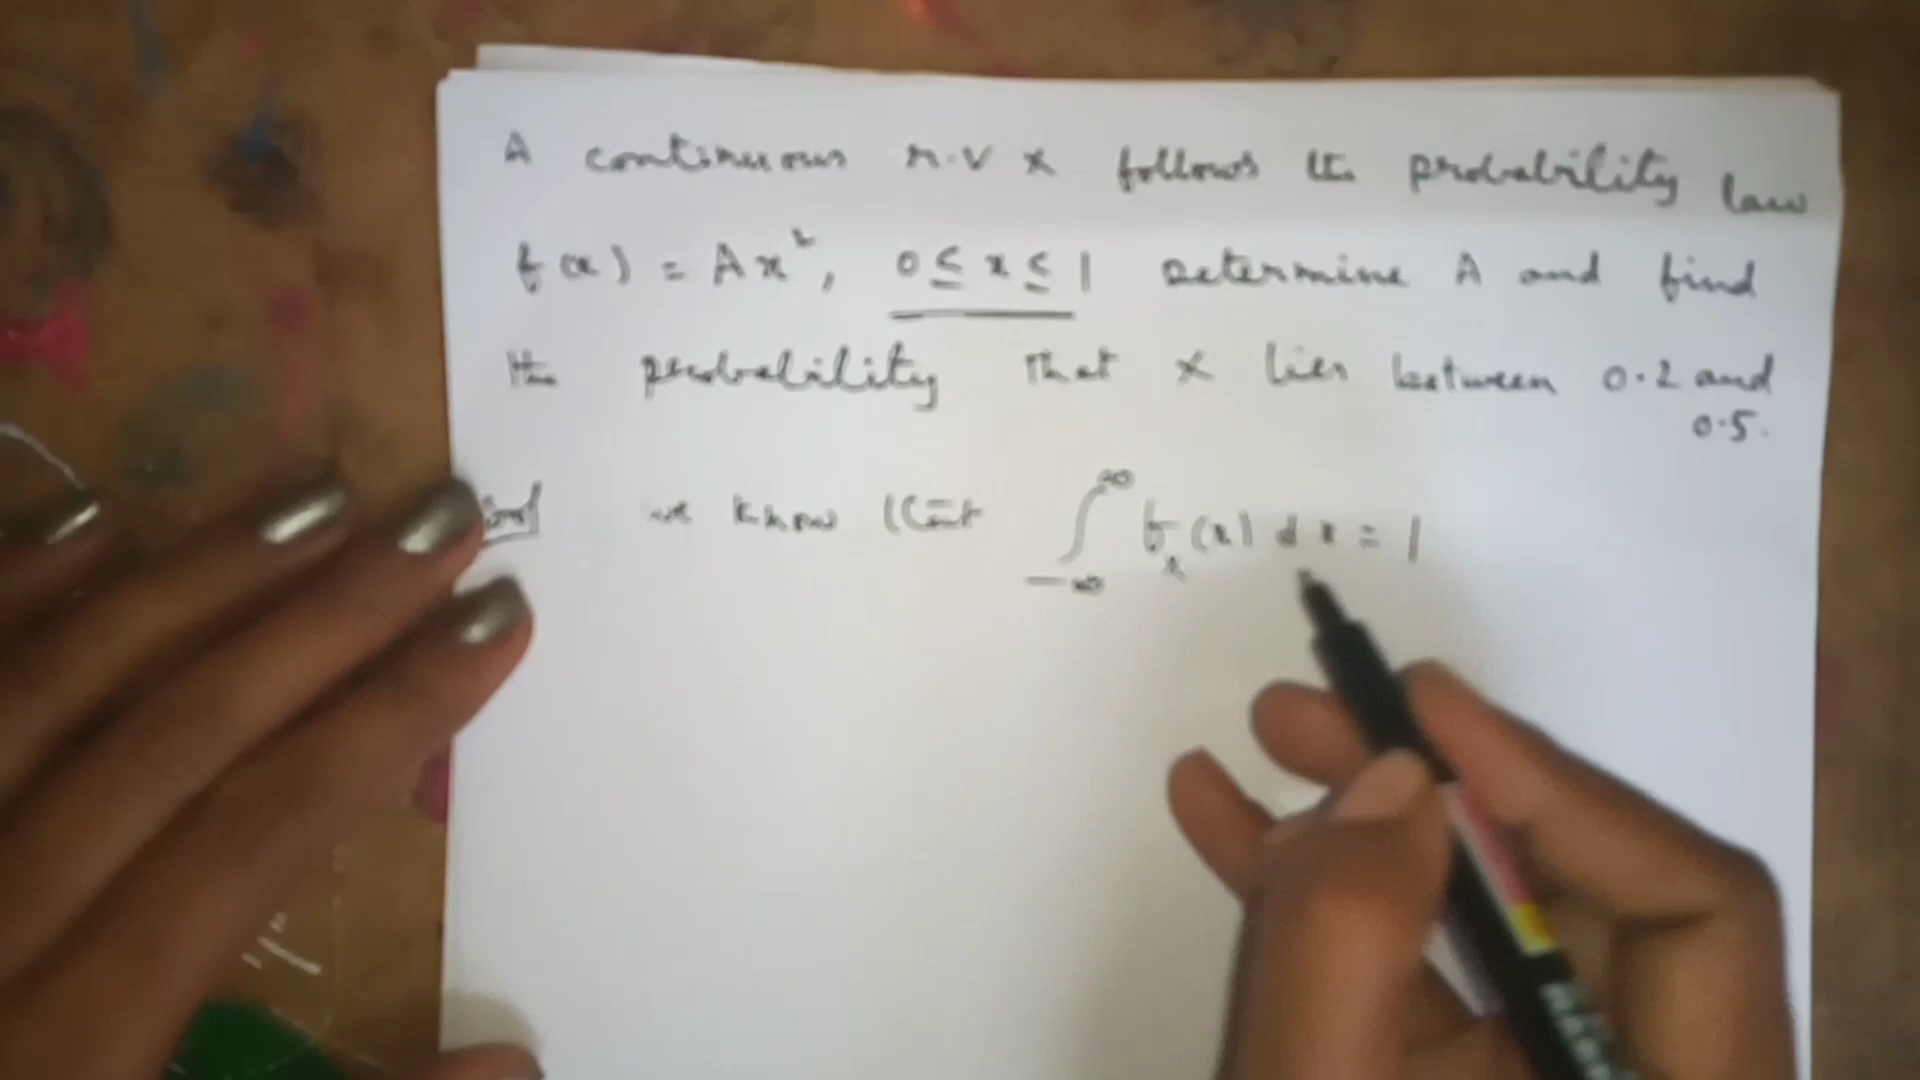 A continuous r.v x follows the probability law
f(x) = Ax², 0 ≤ x ≤ 1 Determine A and find
the probability that x lies between 0.2 and
0.5.
Sol we know that ∫_{-∞}^{∞} f_x(x) dx = 1